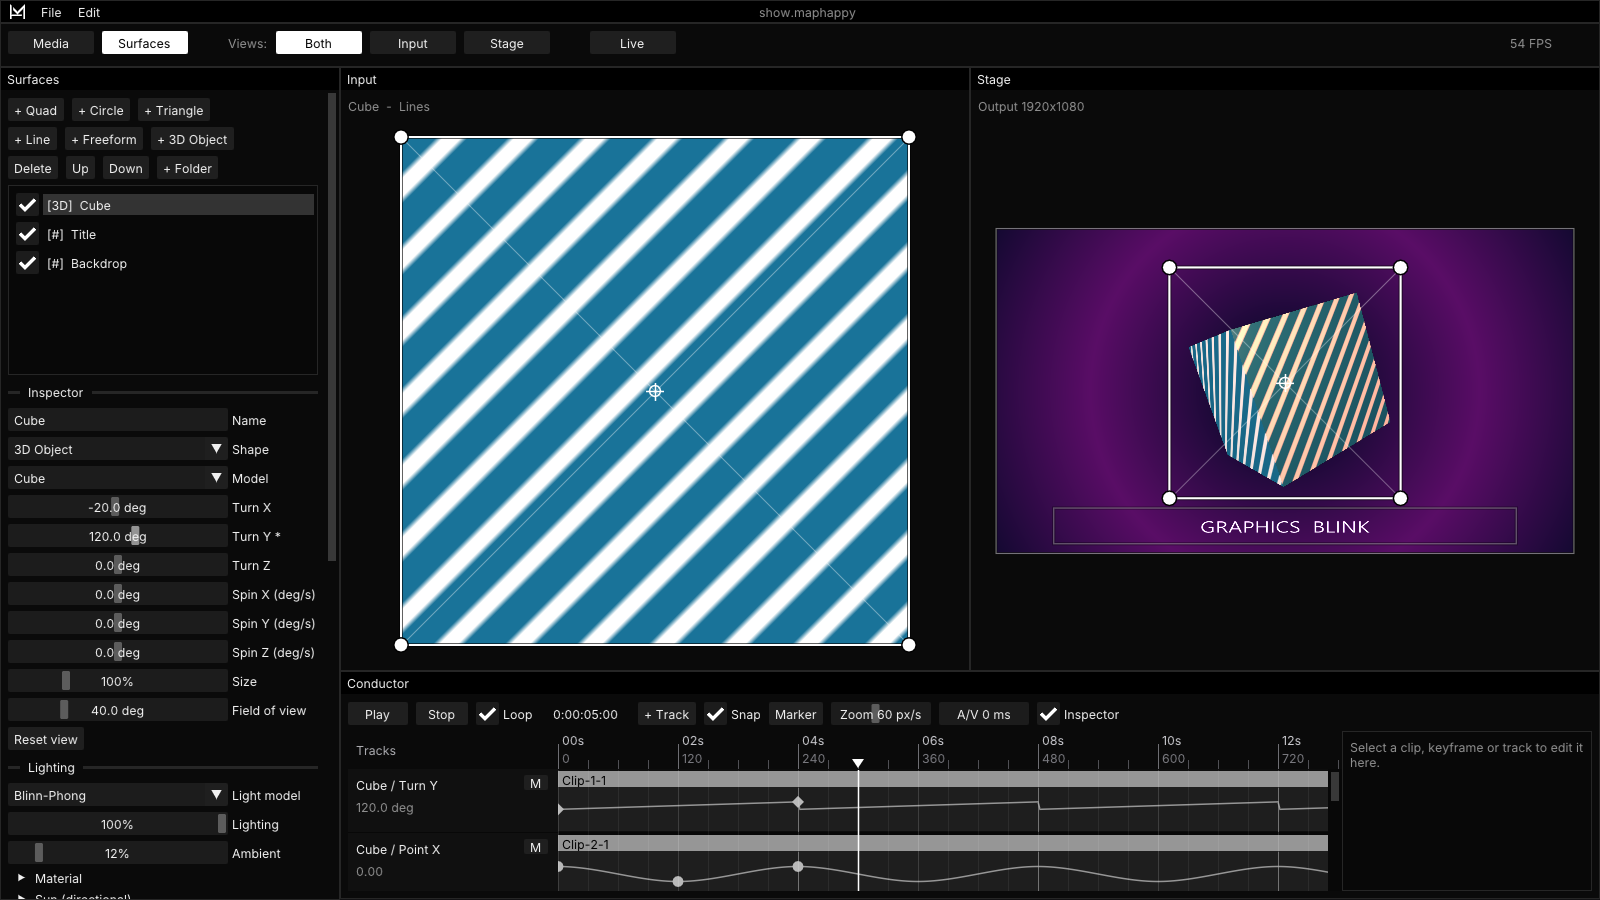 File Edit show.maphappy
Media Surfaces Views: Both Input Stage Live 54 FPS
Surfaces
+ Quad + Circle + Triangle
+ Line + Freeform + 3D Object
Delete Up Down + Folder
[3D] Cube
[#] Title
[#] Backdrop
Inspector
Cube Name
3D Object Shape
Cube Model
-20.0 deg Turn X
120.0 deg Turn Y *
0.0 deg Turn Z
0.0 deg Spin X (deg/s)
0.0 deg Spin Y (deg/s)
0.0 deg Spin Z (deg/s)
100% Size
40.0 deg Field of view
Reset view
Lighting
Blinn-Phong Light model
100% Lighting
12% Ambient
Material
Sun (directional)
Input
Cube - Lines
Stage
Output 1920x1080
GRAPHICS BLINK
Conductor
Play Stop Loop 0:00:05:00 + Track Snap Marker Zoom 60 px/s A/V 0 ms Inspector
Tracks
00s 02s 04s 06s 08s 10s 12s
0 120 240 360 480 600 720
Cube / Turn Y M
120.0 deg
Clip-1-1
Cube / Point X M
0.00
Clip-2-1
Select a clip, keyframe or track to edit it
here.